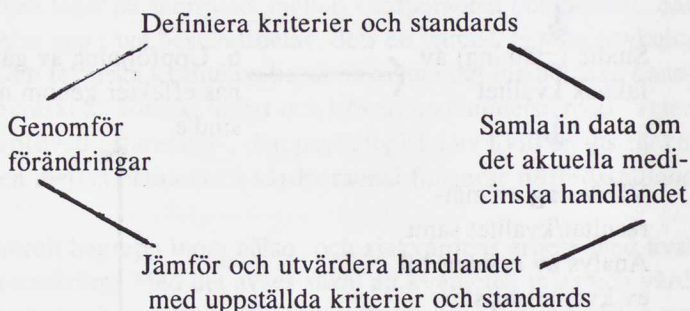 Definiera kriterier och standards
Genomför
förändringar
Samla in data om
det aktuella medi-
cinska handlandet
Jämför och utvärdera handlandet
med uppställda kriterier och standards